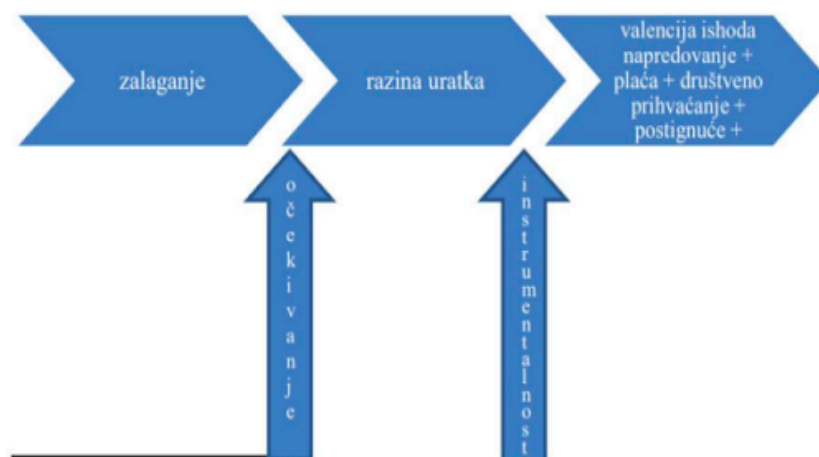 zalaganje
razina uratka
valencija ishoda
napredovanje +
plaća + društveno
prihvaćanje +
postignuće +
očekivanje
instrumentalnost